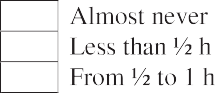 Almost never
Less than ½ h
From ½ to 1 h